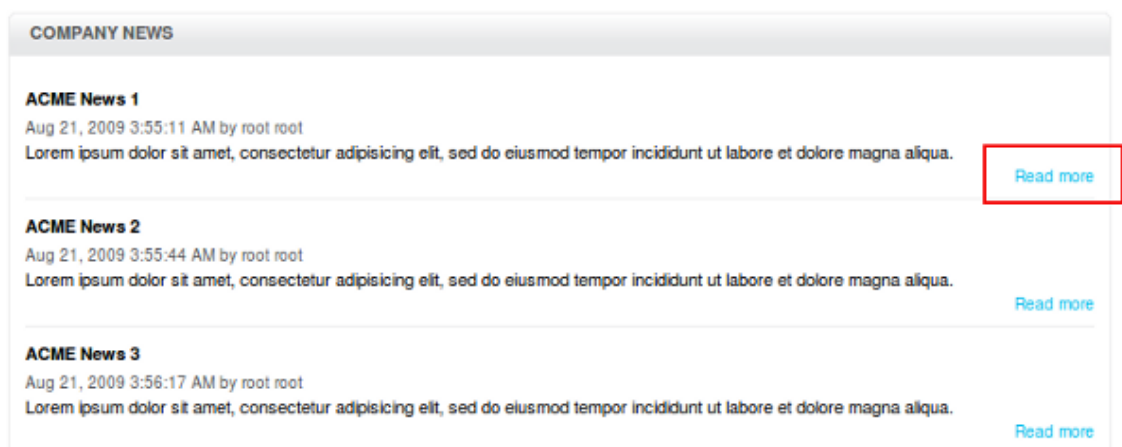 COMPANY NEWS
ACME News 1
Aug 21, 2009 3:55:11 AM by root root
Lorem ipsum dolor sit amet, consectetur adipisicing elit, sed do eiusmod tempor incididunt ut labore et dolore magna aliqua.
Read more
ACME News 2
Aug 21, 2009 3:55:44 AM by root root
Lorem ipsum dolor sit amet, consectetur adipisicing elit, sed do eiusmod tempor incididunt ut labore et dolore magna aliqua.
Read more
ACME News 3
Aug 21, 2009 3:56:17 AM by root root
Lorem ipsum dolor sit amet, consectetur adipisicing elit, sed do eiusmod tempor incididunt ut labore et dolore magna aliqua.
Read more